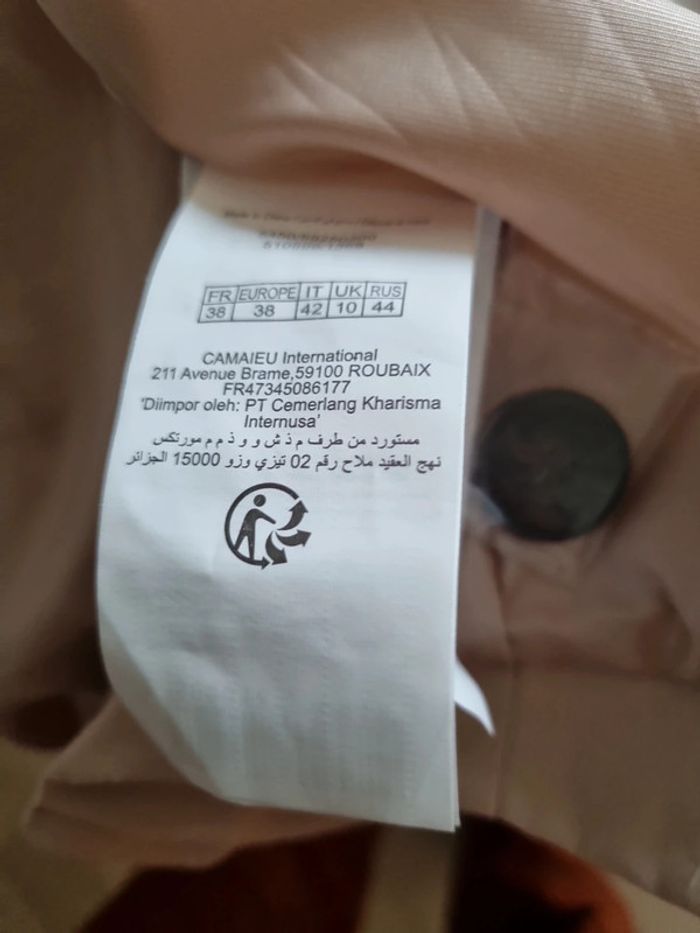 FR EUROPE IT UK RUS
38 38 42 10 44
CAMAIEU International
211 Avenue Brame,59100 ROUBAIX
FR47345086177
'Diimpor oleh: PT Cemerlang Kharisma
Internusa'
مستورد من طرف م ذ ش و و ذ م م مورتكس
نهج العقيد ملاح رقم 02 تيزي وزو 15000 الجزائر